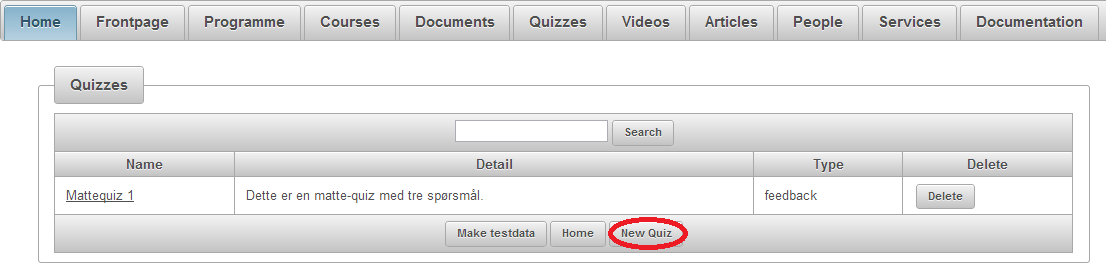 Home Frontpage Programme Courses Documents Quizzes Videos Articles People Services Documentation
Quizzes
Search
Name Detail Type Delete
Mattequiz 1 Dette er en matte-quiz med tre spørsmål. feedback Delete
Make testdata Home New Quiz